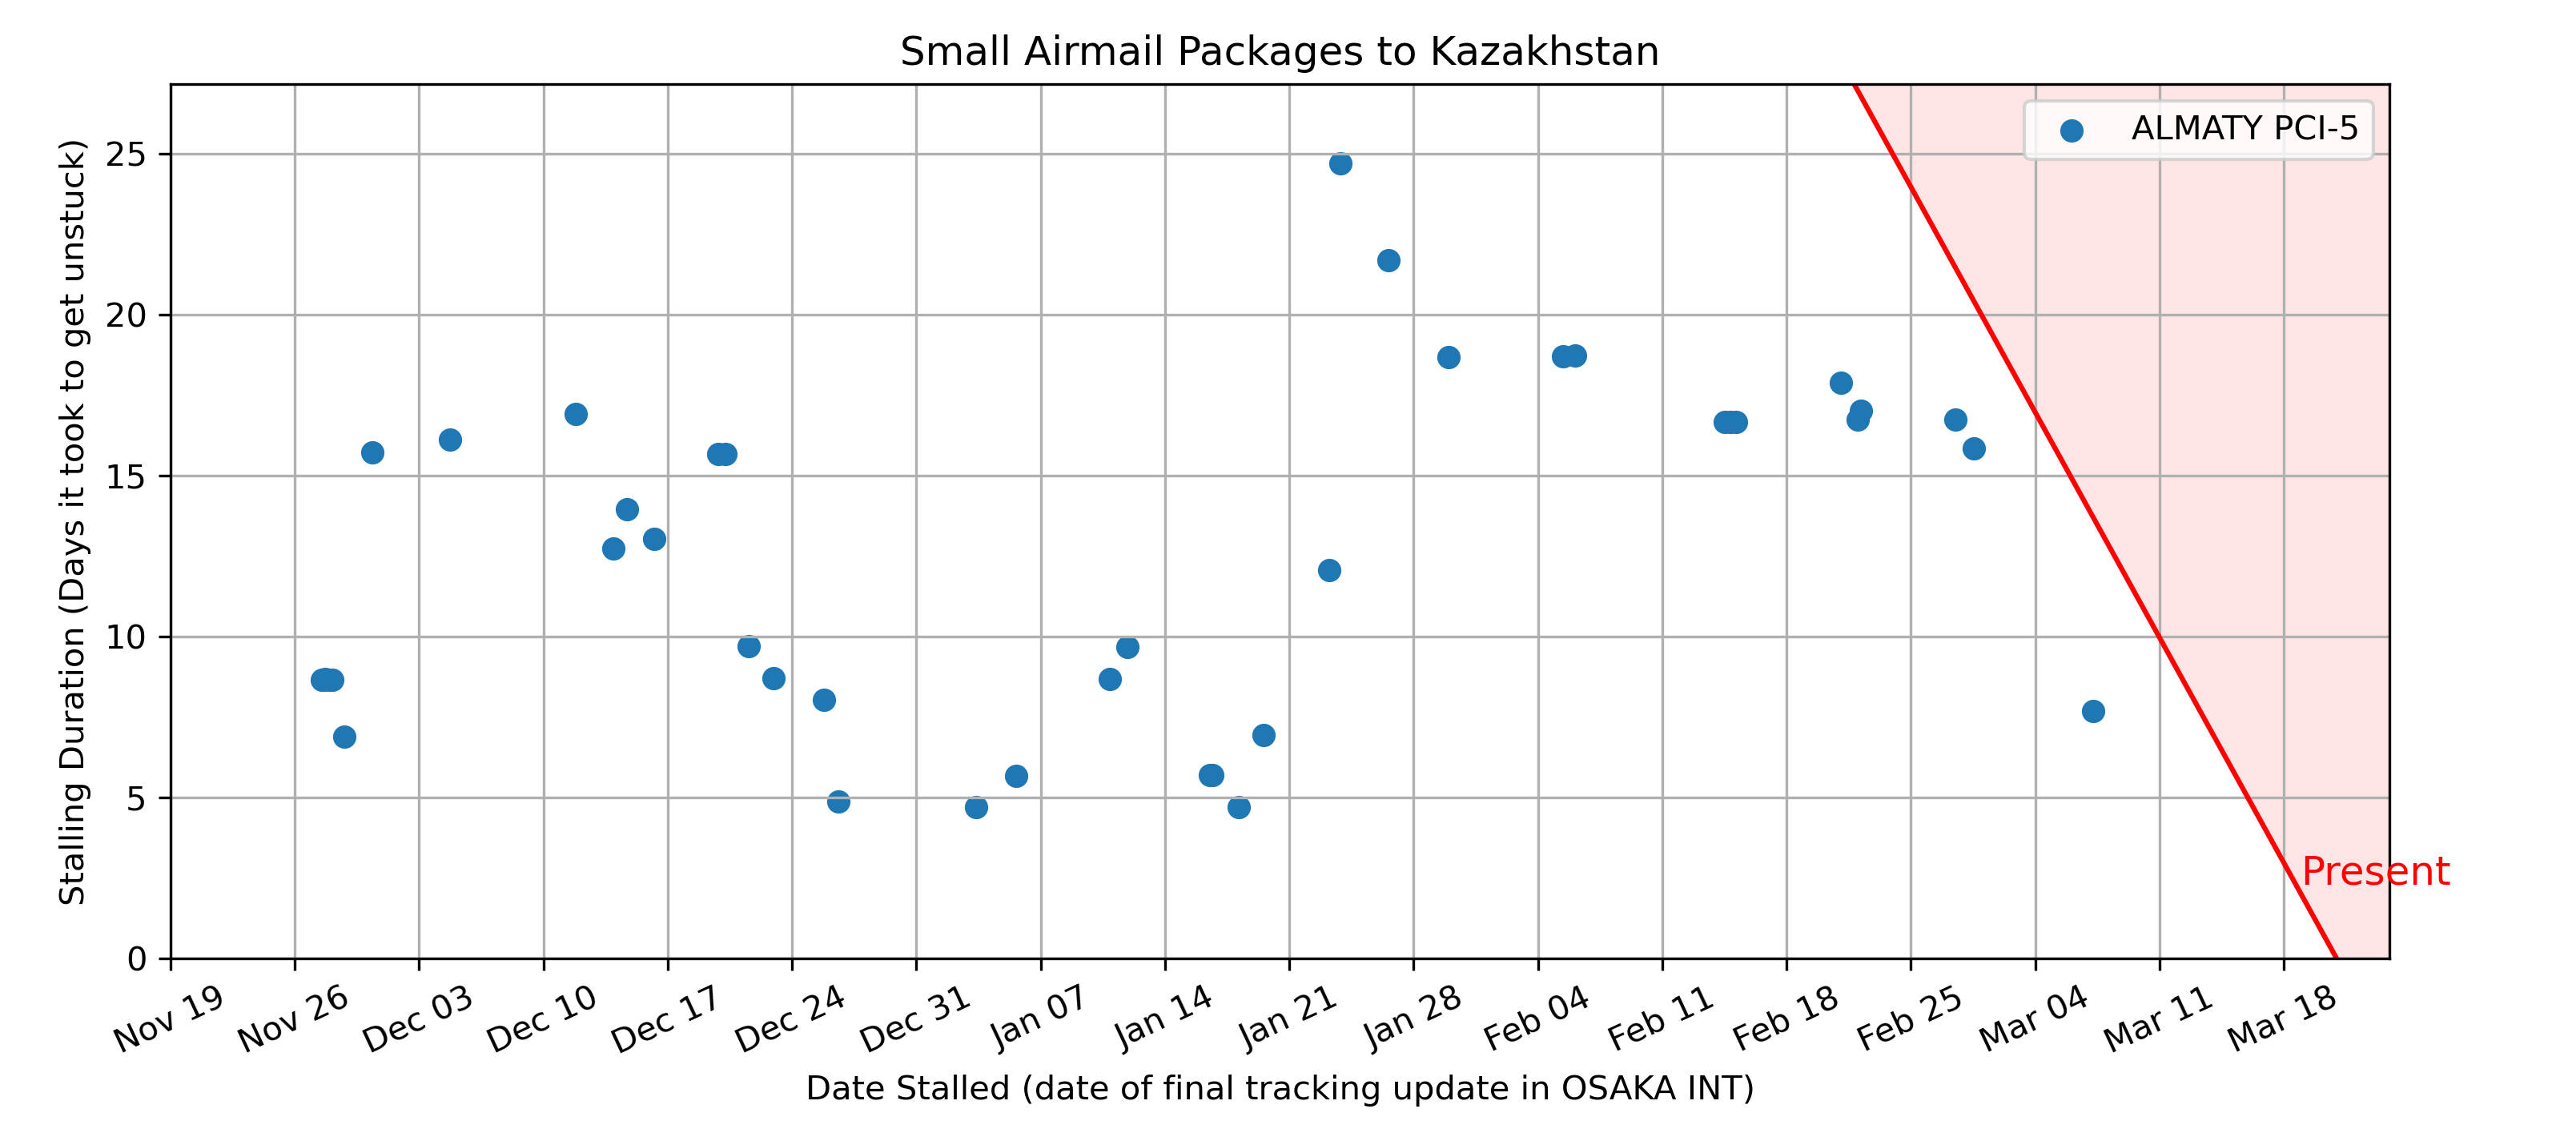 Small Airmail Packages to Kazakhstan
ALMATY PCI-5
Stalling Duration (Days it took to get unstuck)
25
20
15
10
5
0
Present
Nov 19
Nov 26
Dec 03
Dec 10
Dec 17
Dec 24
Dec 31
Jan 07
Jan 14
Jan 21
Jan 28
Feb 04
Feb 11
Feb 18
Feb 25
Mar 04
Mar 11
Mar 18
Date Stalled (date of final tracking update in OSAKA INT)